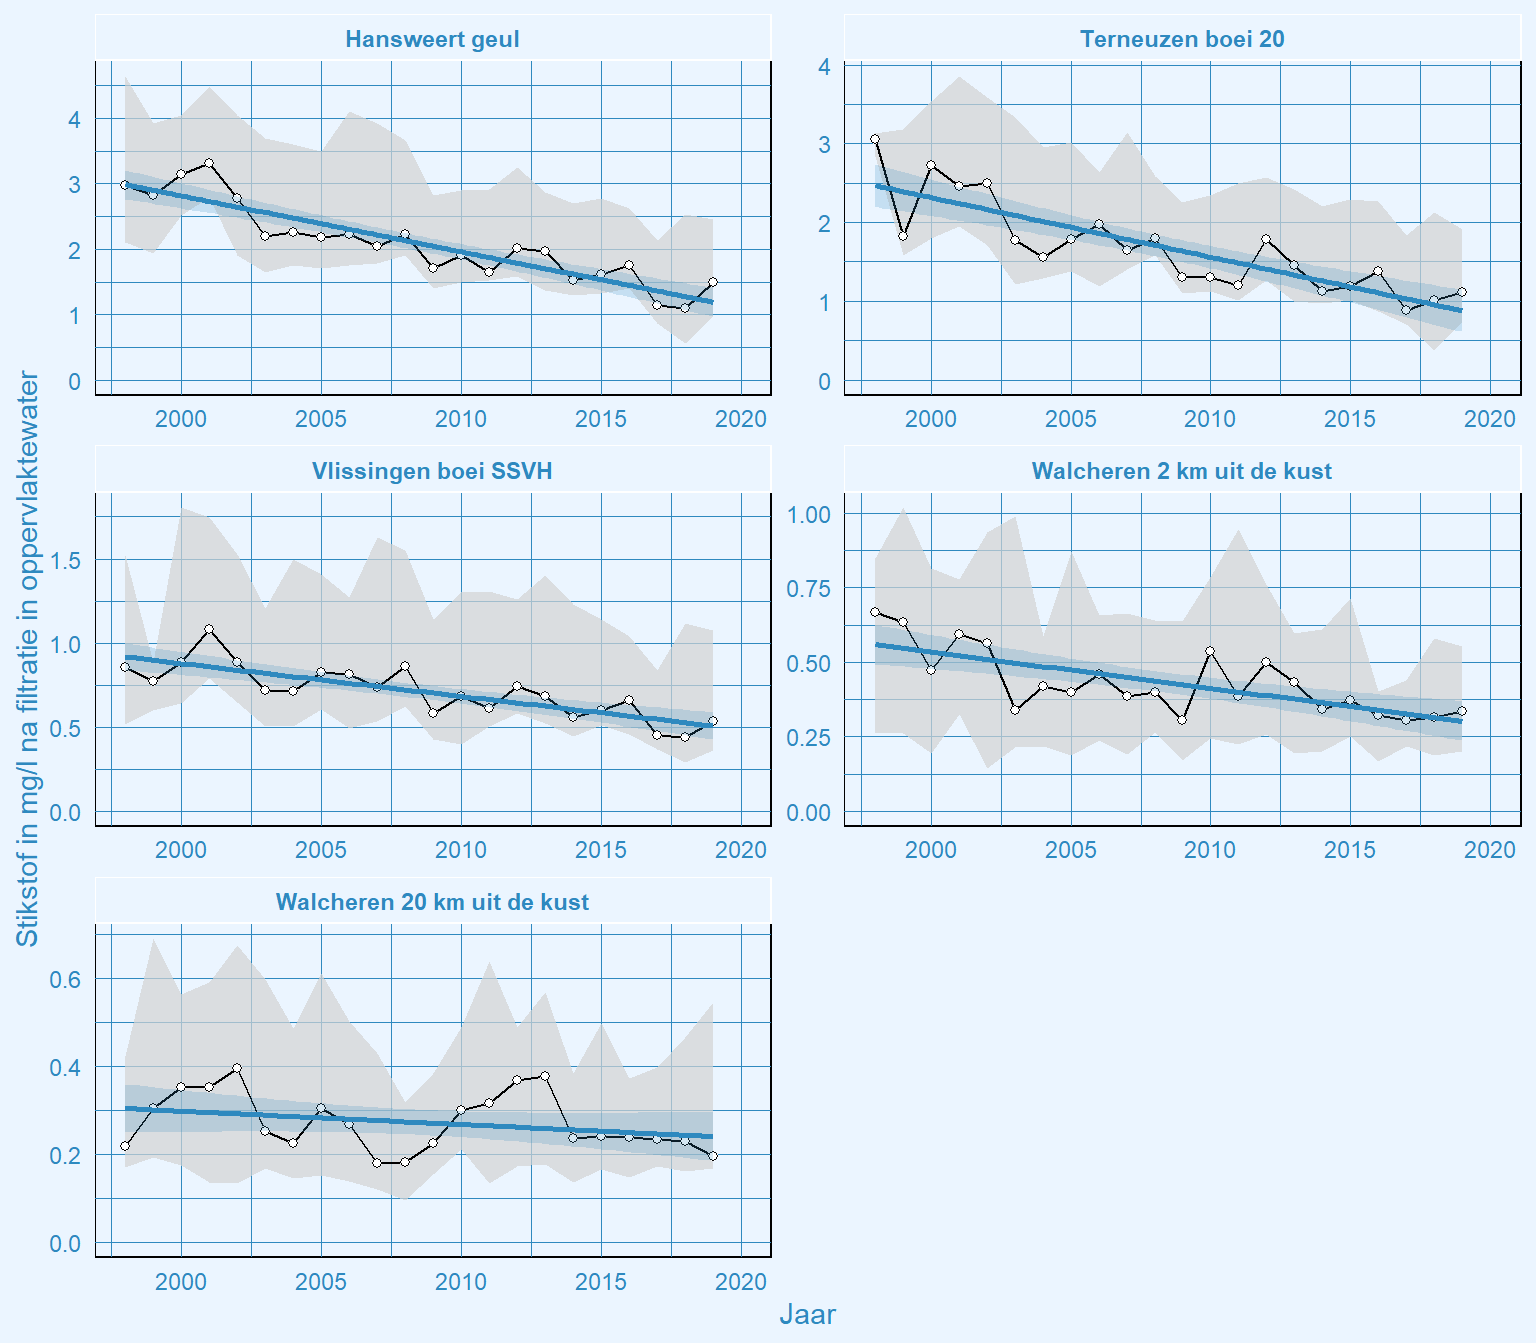 Stikstof in mg/l na filtratie in oppervlaktewater
Hansweert geul
4
3
2
1
0
2000 2005 2010 2015 2020
Terneuzen boei 20
4
3
2
1
0
2000 2005 2010 2015 2020
Vlissingen boei SSVH
1.5
1.0
0.5
0.0
2000 2005 2010 2015 2020
Walcheren 2 km uit de kust
1.00
0.75
0.50
0.25
0.00
2000 2005 2010 2015 2020
Walcheren 20 km uit de kust
0.6
0.4
0.2
0.0
2000 2005 2010 2015 2020
Jaar